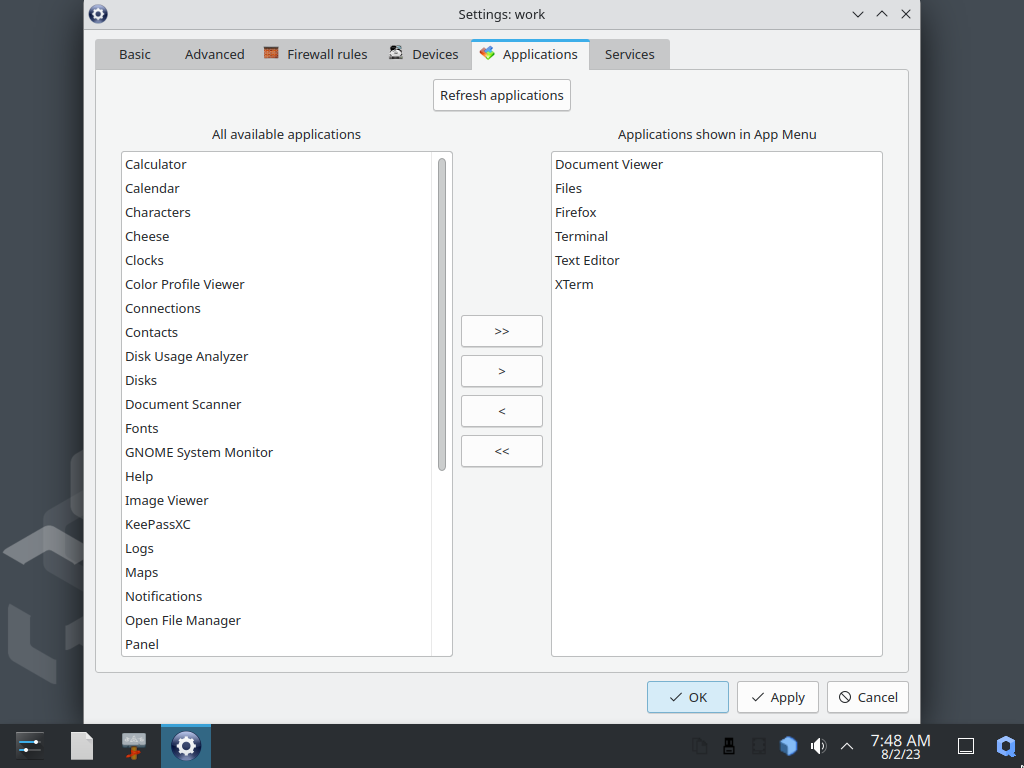 Settings: work
Basic Advanced Firewall rules Devices Applications Services
Refresh applications
All available applications
Applications shown in App Menu
Calculator
Calendar
Characters
Cheese
Clocks
Color Profile Viewer
Connections
Contacts
Disk Usage Analyzer
Disks
Document Scanner
Fonts
GNOME System Monitor
Help
Image Viewer
KeePassXC
Logs
Maps
Notifications
Open File Manager
Panel
>>
>
<
<<
Document Viewer
Files
Firefox
Terminal
Text Editor
XTerm
OK Apply Cancel
7:48 AM
8/2/23